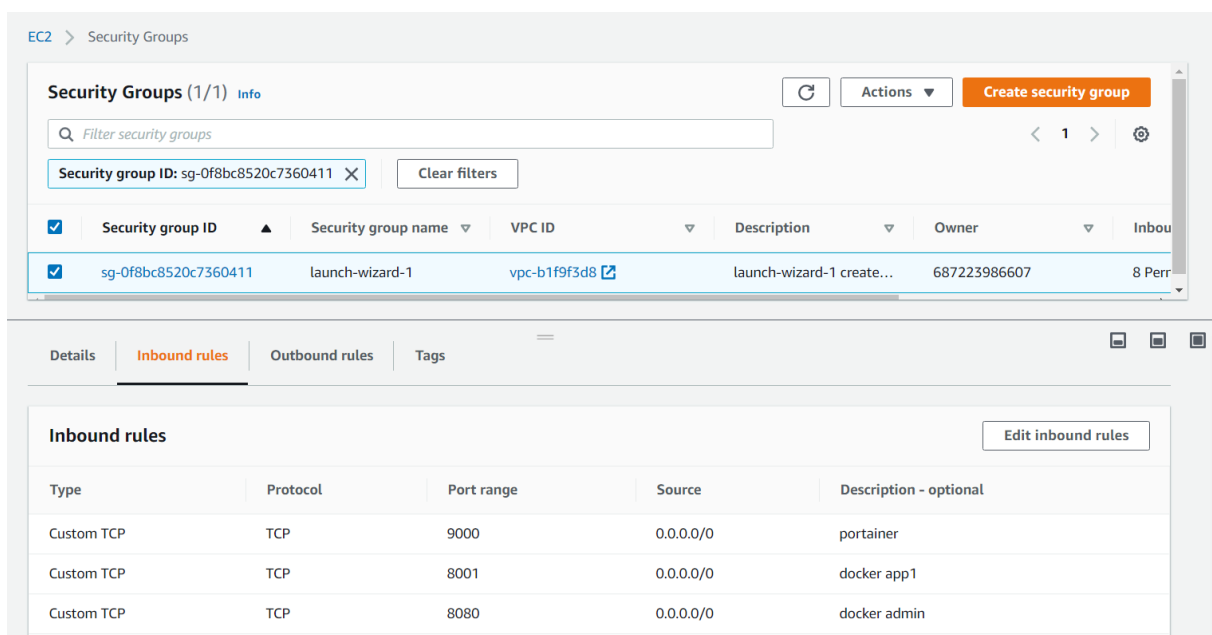 EC2 > Security Groups
Security Groups (1/1) Info
Actions
Create security group
Filter security groups
1
Security group ID: sg-0f8bc8520c7360411
Clear filters
Security group ID Security group name VPC ID Description Owner Inbou
sg-0f8bc8520c7360411 launch-wizard-1 vpc-b1f9f3d8 launch-wizard-1 create... 687223986607 8 Perr
Details Inbound rules Outbound rules Tags
Inbound rules
Edit inbound rules
Type Protocol Port range Source Description - optional
Custom TCP TCP 9000 0.0.0.0/0 portainer
Custom TCP TCP 8001 0.0.0.0/0 docker app1
Custom TCP TCP 8080 0.0.0.0/0 docker admin